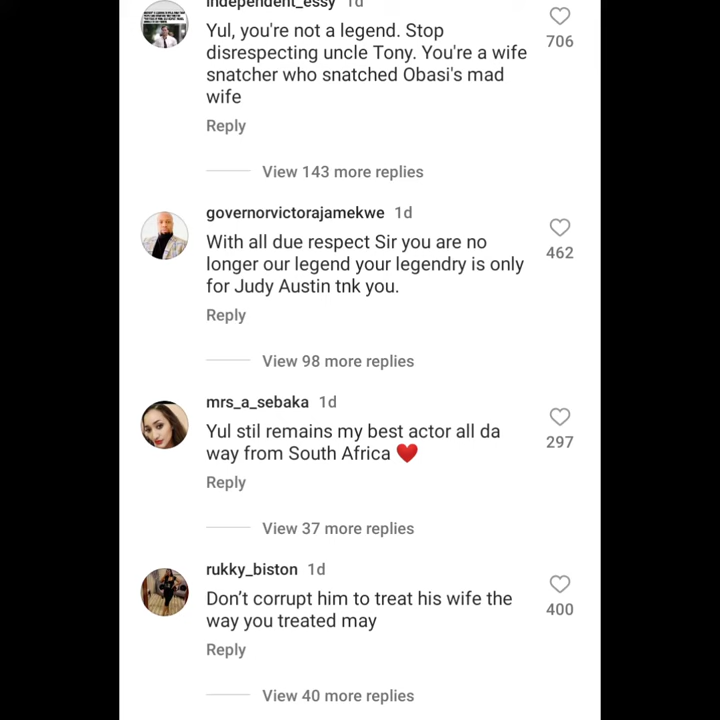 independent_essy 1d
Yul, you're not a legend. Stop
disrespecting uncle Tony. You're a wife
snatcher who snatched Obasi's mad
wife
706
Reply
View 143 more replies
governorvictorajamekwe 1d
With all due respect Sir you are no
longer our legend your legendry is only
for Judy Austin tnk you.
462
Reply
View 98 more replies
mrs_a_sebaka 1d
Yul stil remains my best actor all da
way from South Africa ❤️
297
Reply
View 37 more replies
rukky_biston 1d
Don’t corrupt him to treat his wife the
way you treated may
400
Reply
View 40 more replies